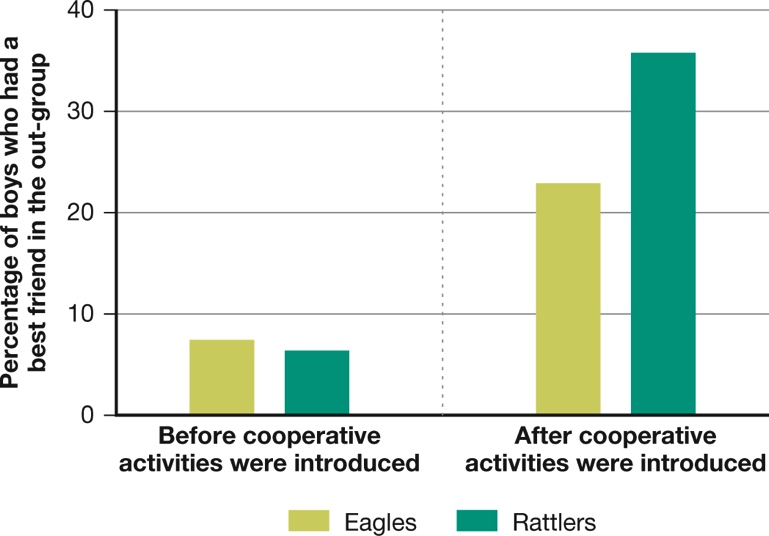 Percentage of boys who had a
best friend in the out-group
40
30
20
10
0
Before cooperative
activities were introduced
After cooperative
activities were introduced
Eagles
Rattlers